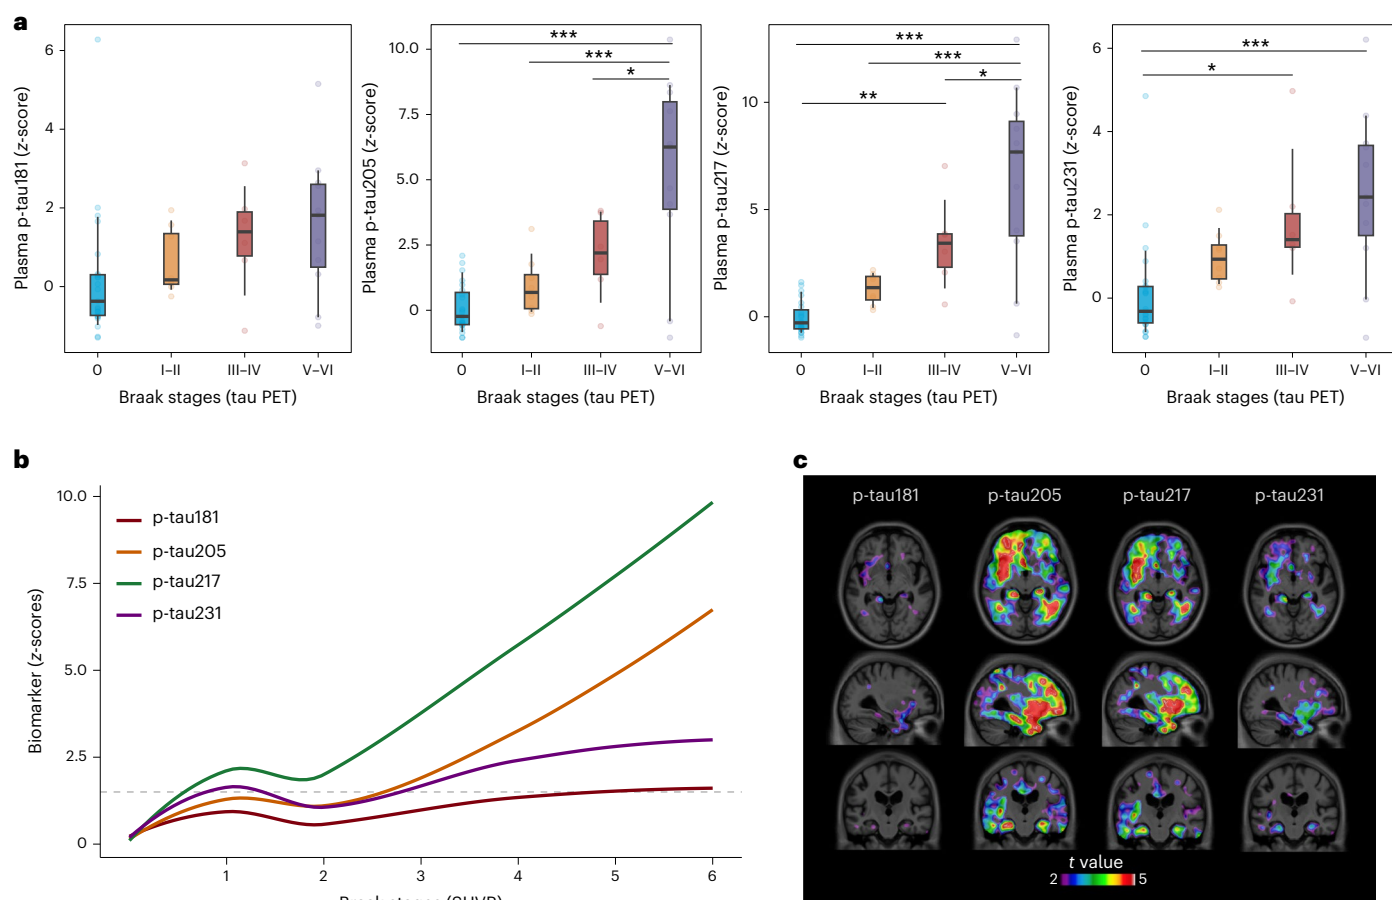 a
Plasma p-tau181 (z-score)
6
4
2
0
0 I–II III–IV V–VI
Braak stages (tau PET)
Plasma p-tau205 (z-score)
10.0
7.5
5.0
2.5
0
***
***
*
0 I–II III–IV V–VI
Braak stages (tau PET)
Plasma p-tau217 (z-score)
10
5
0
***
***
*
**
0 I–II III–IV V–VI
Braak stages (tau PET)
Plasma p-tau231 (z-score)
6
4
2
0
***
*
0 I–II III–IV V–VI
Braak stages (tau PET)
b
Biomarker (z-scores)
10.0
7.5
5.0
2.5
0
p-tau181
p-tau205
p-tau217
p-tau231
1 2 3 4 5 6
c
p-tau181 p-tau205 p-tau217 p-tau231
t value
2 5